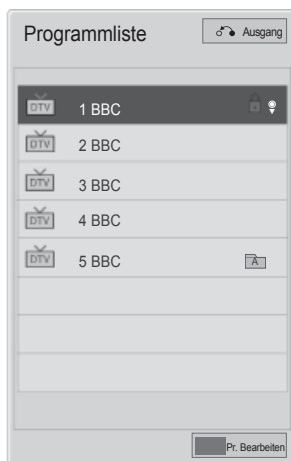 Programmliste
Ausgang
DTV 1 BBC
DTV 2 BBC
DTV 3 BBC
DTV 4 BBC
DTV 5 BBC A
Pr. Bearbeiten